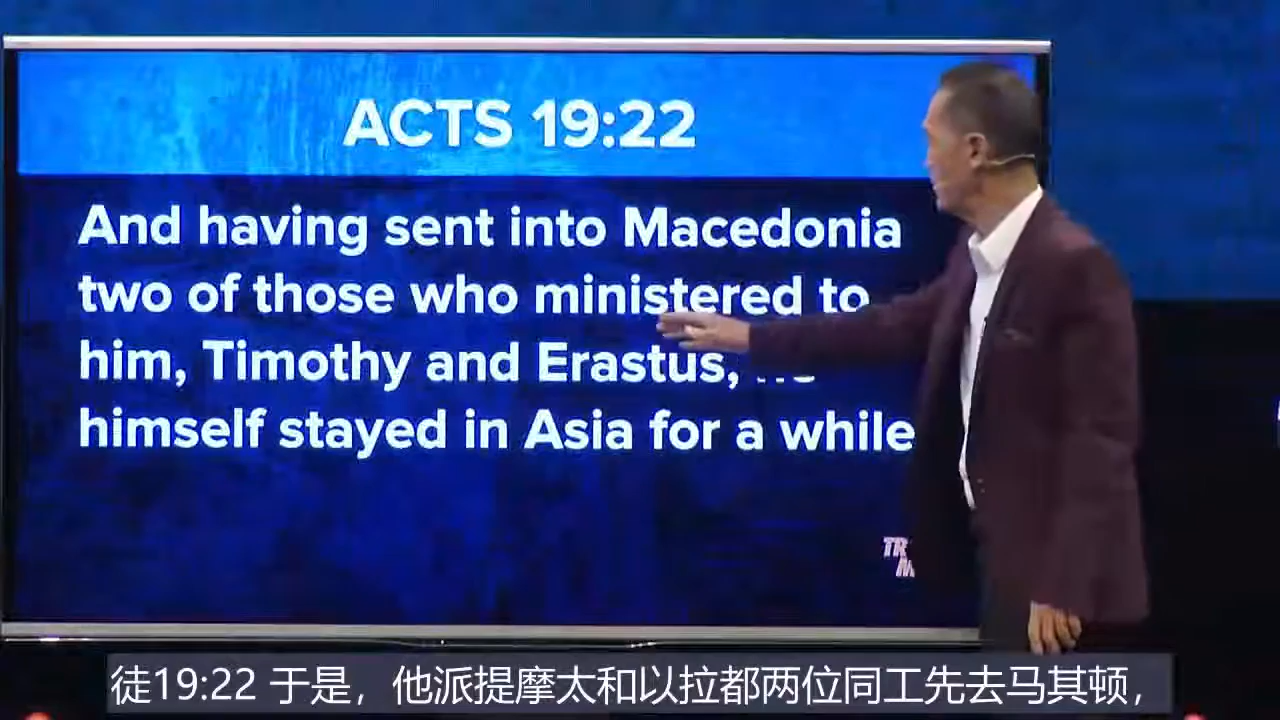 ACTS 19:22
And having sent into Macedonia
two of those who ministered to
him, Timothy and Erastus,
himself stayed in Asia for a while
TR
M
徒19:22 于是，他派提摩太和以拉都两位同工先去马其顿，